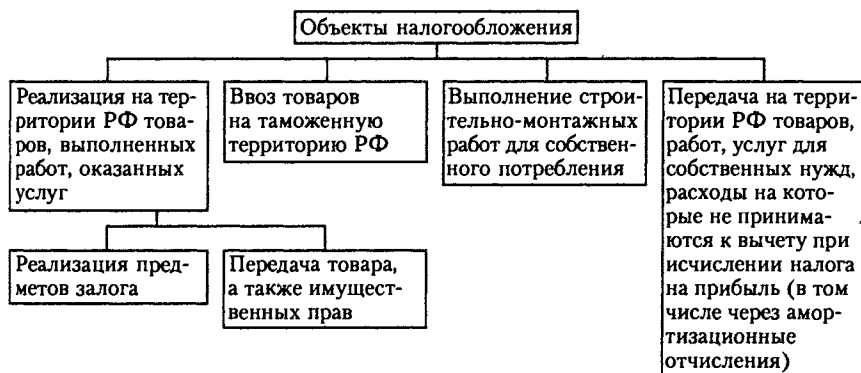 Объекты налогообложения
Реализация на тер-
ритории РФ това-
ров, выполненных
работ, оказанных
услуг
Ввоз товаров
на таможенную
территорию РФ
Выполнение строи-
тельно-монтажных
работ для собствен-
ного потребления
Передача на терри-
тории РФ товаров,
работ, услуг для
собственных нужд,
расходы на кото-
рые не принима-
ются к вычету при
исчислении налога
на прибыль (в том
числе через амор-
тизационные
отчисления)
Реализация пред-
метов залога
Передача товара,
а также имущест-
венных прав